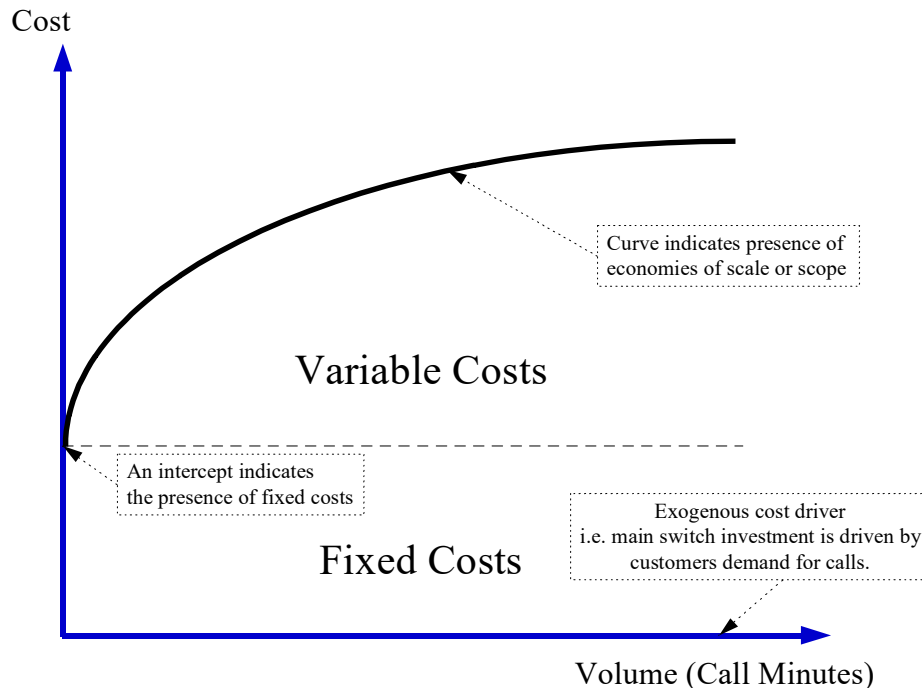 Cost
Curve indicates presence of
economies of scale or scope
Variable Costs
An intercept indicates
the presence of fixed costs
Exogenous cost driver
i.e. main switch investment is driven by
customers demand for calls.
Fixed Costs
Volume (Call Minutes)